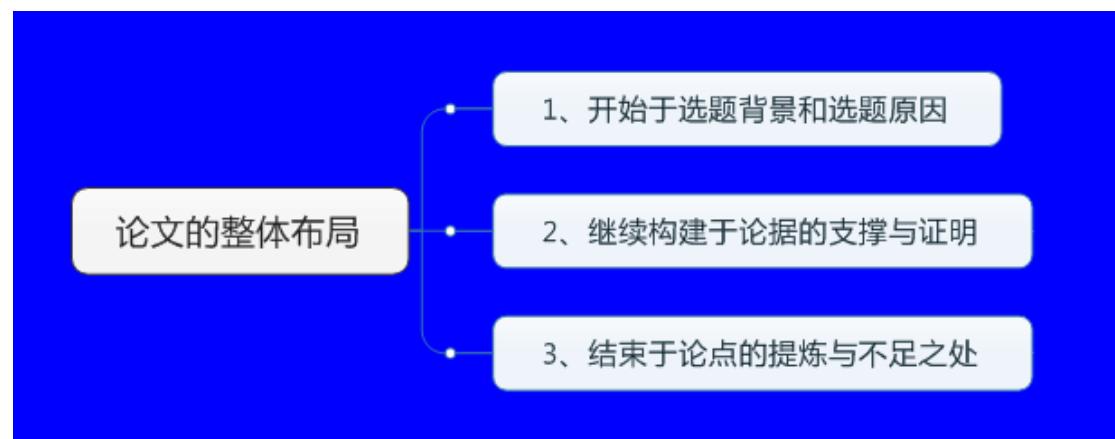 论文的整体布局
1、开始于选题背景和选题原因
2、继续构建于论据的支撑与证明
3、结束于论点的提炼与不足之处